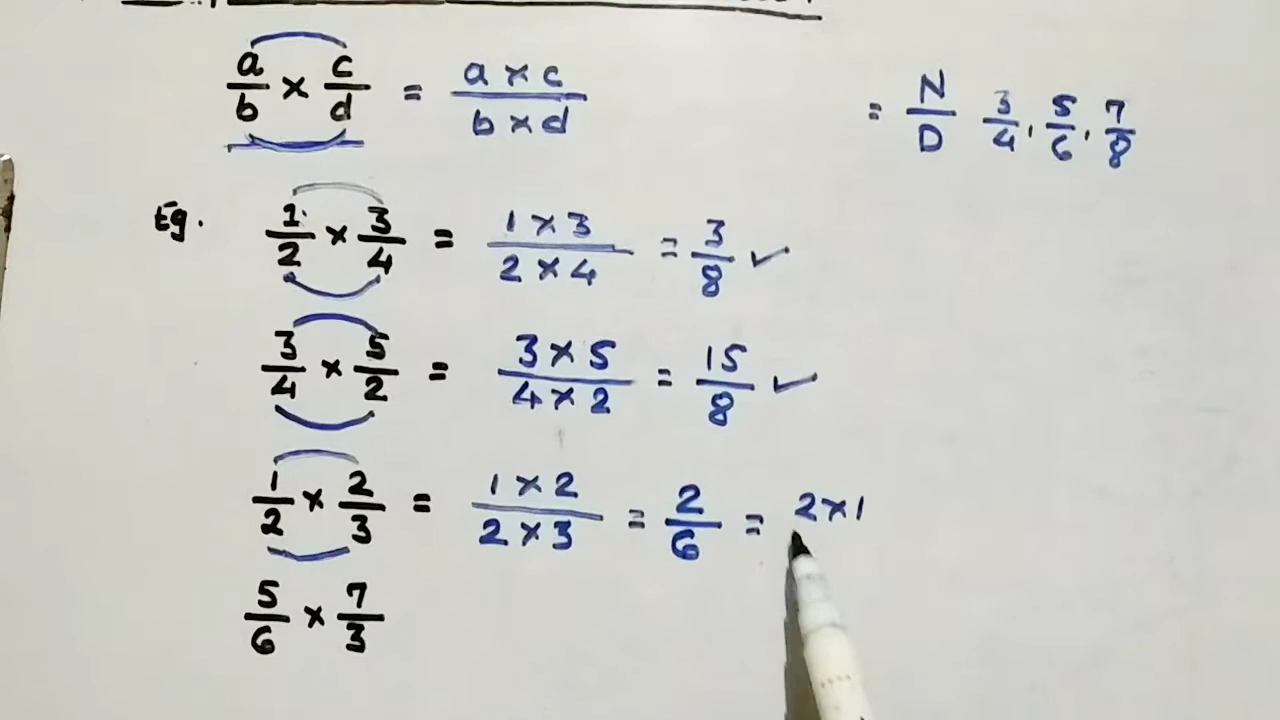 a/b × c/d = a × c / b × d
= N/D 3/4, 5/6, 7/8
Eg. 1/2 × 3/4 = 1 × 3 / 2 × 4 = 3/8 ✓
3/4 × 5/2 = 3 × 5 / 4 × 2 = 15/8 ✓
1/2 × 2/3 = 1 × 2 / 2 × 3 = 2/6 = 2 × 1
5/6 × 7/3